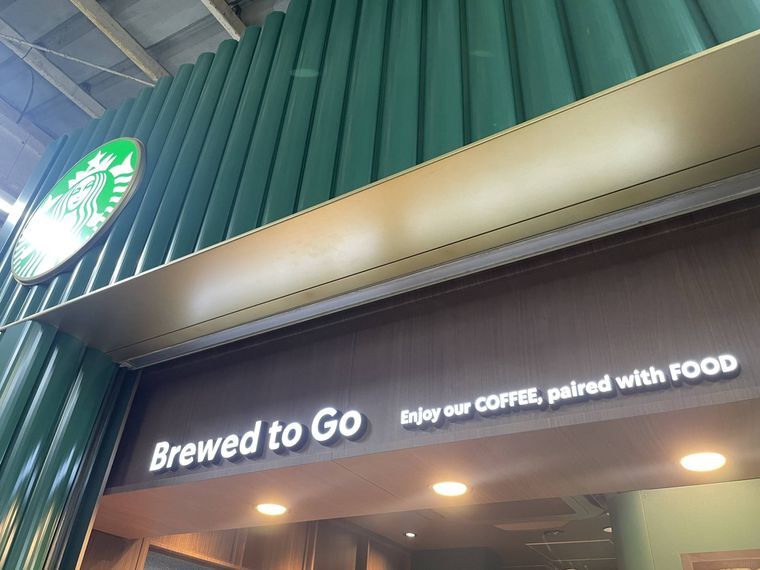 Brewed to Go
Enjoy our COFFEE, paired with FOOD